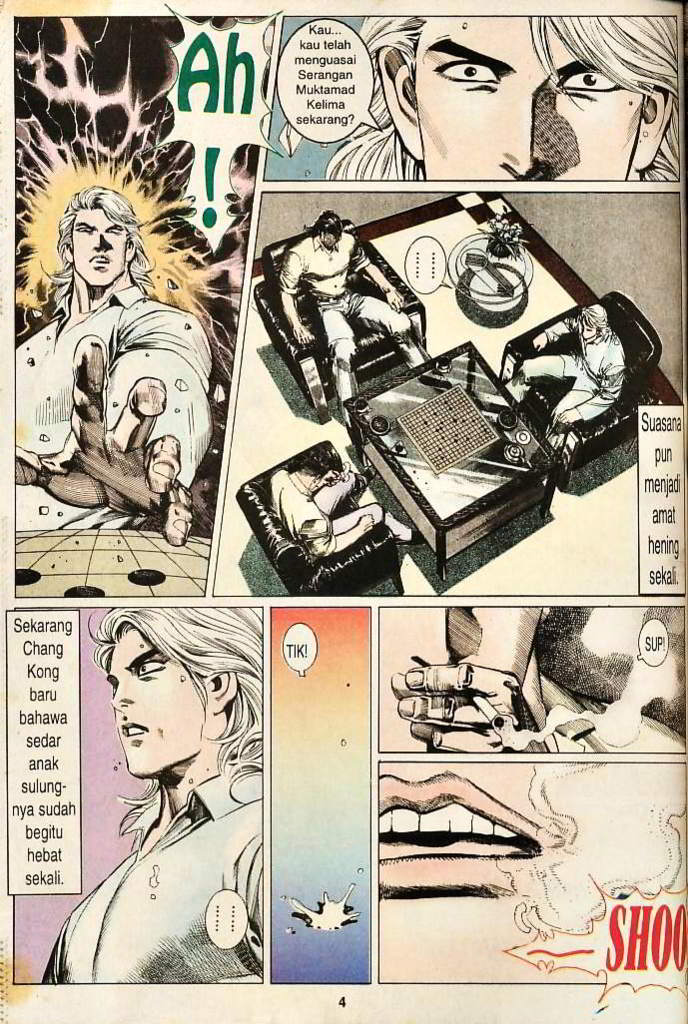 Ah
!
Kau...
kau telah
menguasai
Serangan
Muktamad
Kelima
sekarang?
......
Suasana
pun
menjadi
amat
hening
sekali.
Sekarang
Chang
Kong
baru
bahawa
sedar
anak
sulung-
nya sudah
begitu
hebat
sekali.
......
TIK!
SUP!
SHOO
4